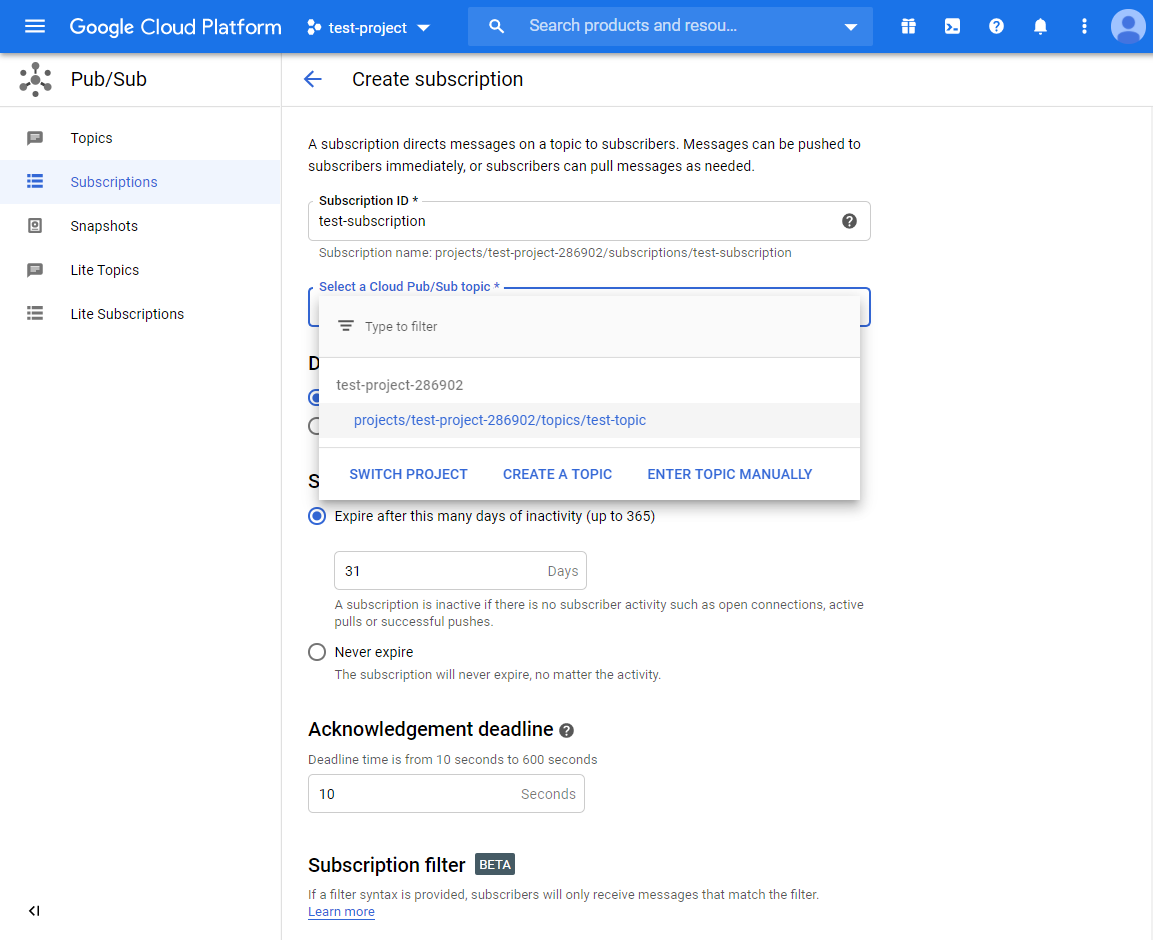 Google Cloud Platform
test-project
Search products and resou...
Pub/Sub
Create subscription
Topics
Subscriptions
Snapshots
Lite Topics
Lite Subscriptions
A subscription directs messages on a topic to subscribers. Messages can be pushed to
subscribers immediately, or subscribers can pull messages as needed.
Subscription ID *
test-subscription
Subscription name: projects/test-project-286902/subscriptions/test-subscription
Select a Cloud Pub/Sub topic *
Type to filter
D
test-project-286902
projects/test-project-286902/topics/test-topic
SWITCH PROJECT
CREATE A TOPIC
ENTER TOPIC MANUALLY
S
Expire after this many days of inactivity (up to 365)
31
Days
A subscription is inactive if there is no subscriber activity such as open connections, active
pulls or successful pushes.
Never expire
The subscription will never expire, no matter the activity.
Acknowledgement deadline
Deadline time is from 10 seconds to 600 seconds
10
Seconds
Subscription filter BETA
If a filter syntax is provided, subscribers will only receive messages that match the filter.
Learn more